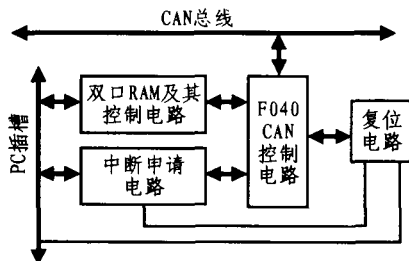 CAN总线
双口RAM及其
控制电路
中断申请
电路
F040
CAN
控制
电路
复位
电路
PC插槽